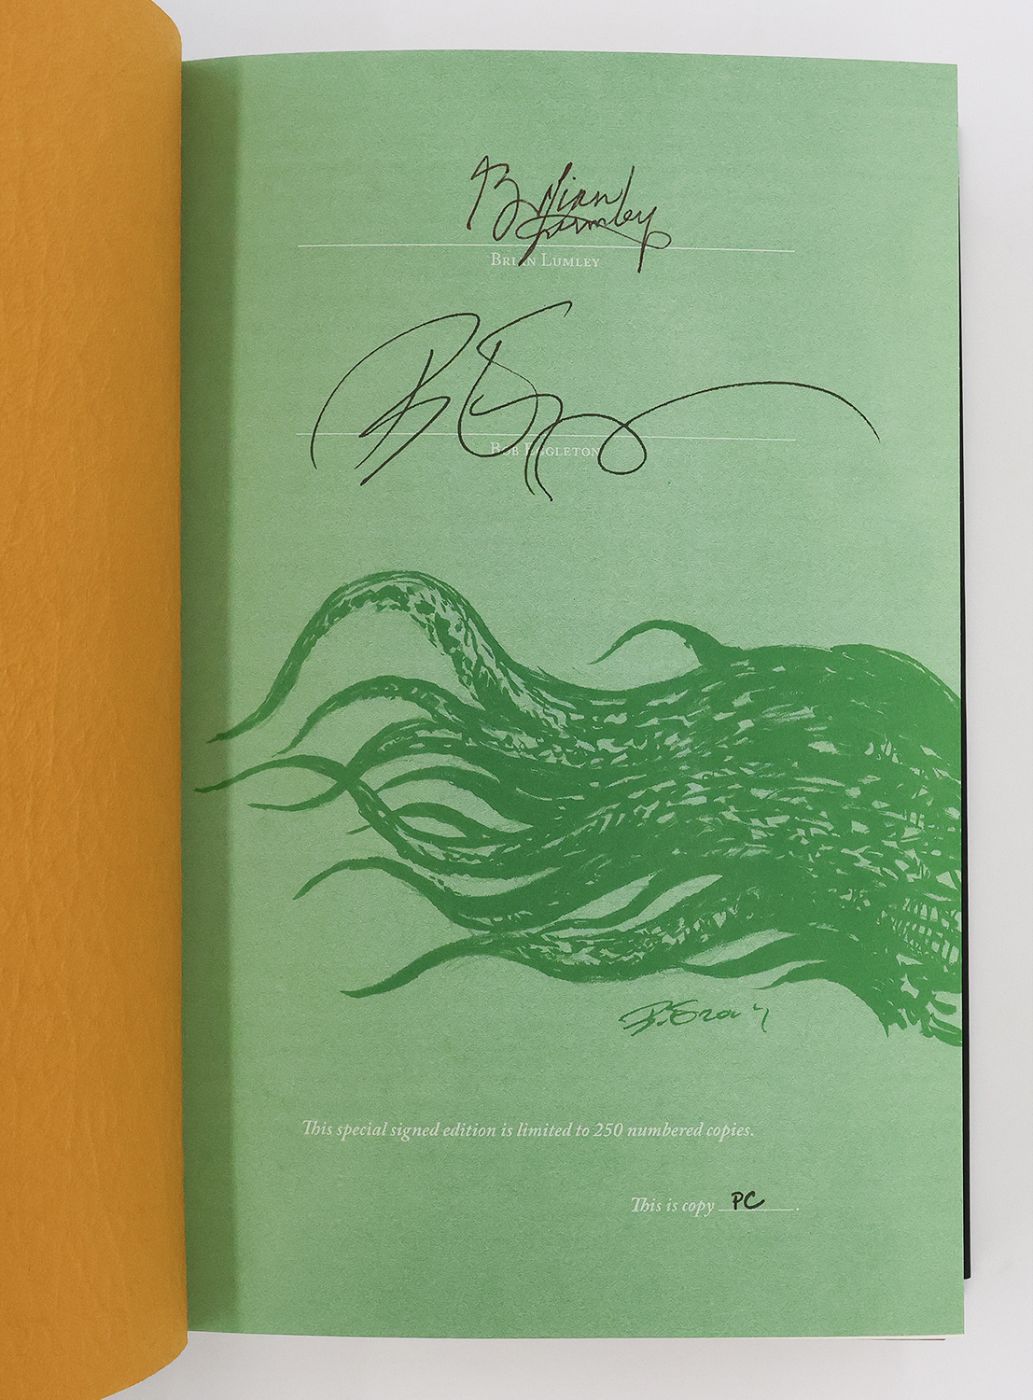 Brian
Lumley
BRIAN LUMLEY
BOB EGGLETON
This special signed edition is limited to 250 numbered copies.
This is copy PC.